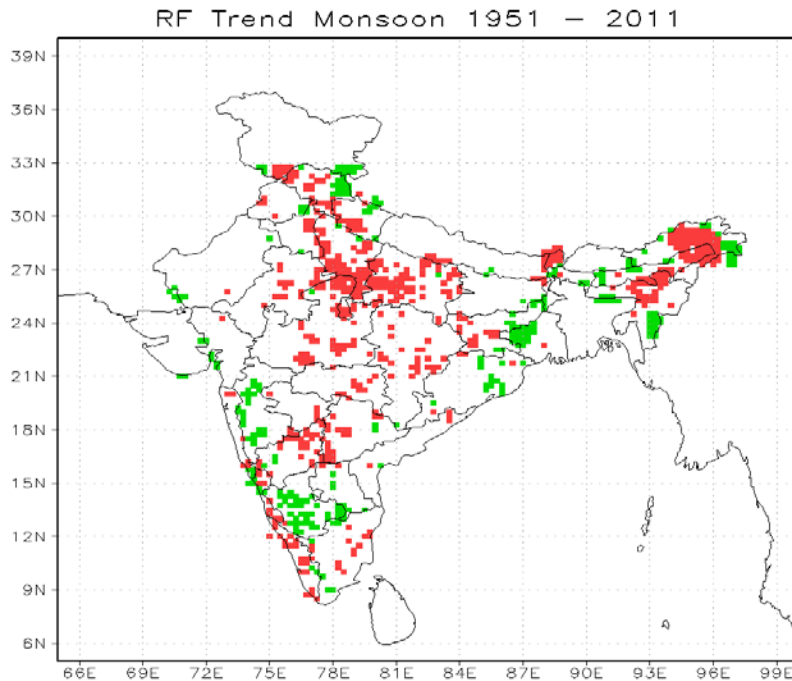 RF Trend Monsoon 1951 – 2011
39N
36N
33N
30N
27N
24N
21N
18N
15N
12N
9N
6N
66E 69E 72E 75E 78E 81E 84E 87E 90E 93E 96E 99E